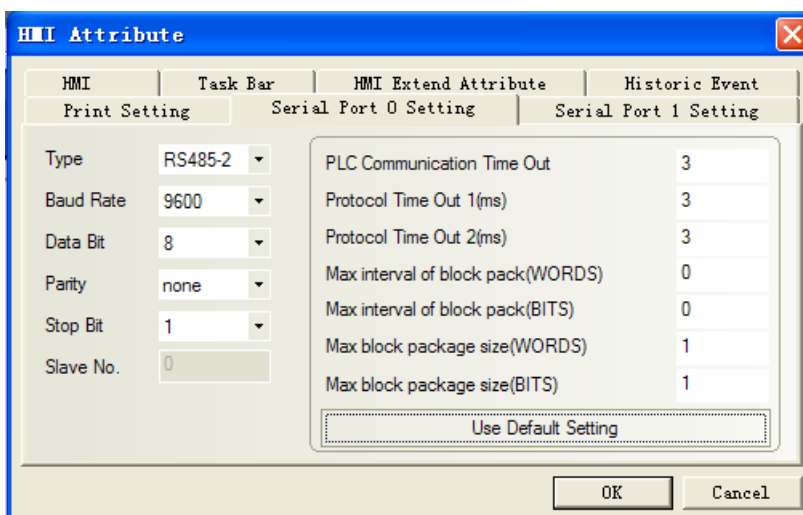 HMI Attribute
HMI Task Bar HMI Extend Attribute Historic Event
Print Setting Serial Port 0 Setting Serial Port 1 Setting
Type RS485-2
Baud Rate 9600
Data Bit 8
Parity none
Stop Bit 1
Slave No. 0
PLC Communication Time Out 3
Protocol Time Out 1(ms) 3
Protocol Time Out 2(ms) 3
Max interval of block pack(WORDS) 0
Max interval of block pack(BITS) 0
Max block package size(WORDS) 1
Max block package size(BITS) 1
Use Default Setting
OK Cancel